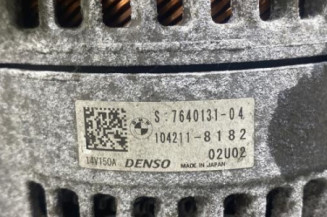 S:7640131-04
104211-8182
02U02
14V150A DENSO MADE IN JAPAN